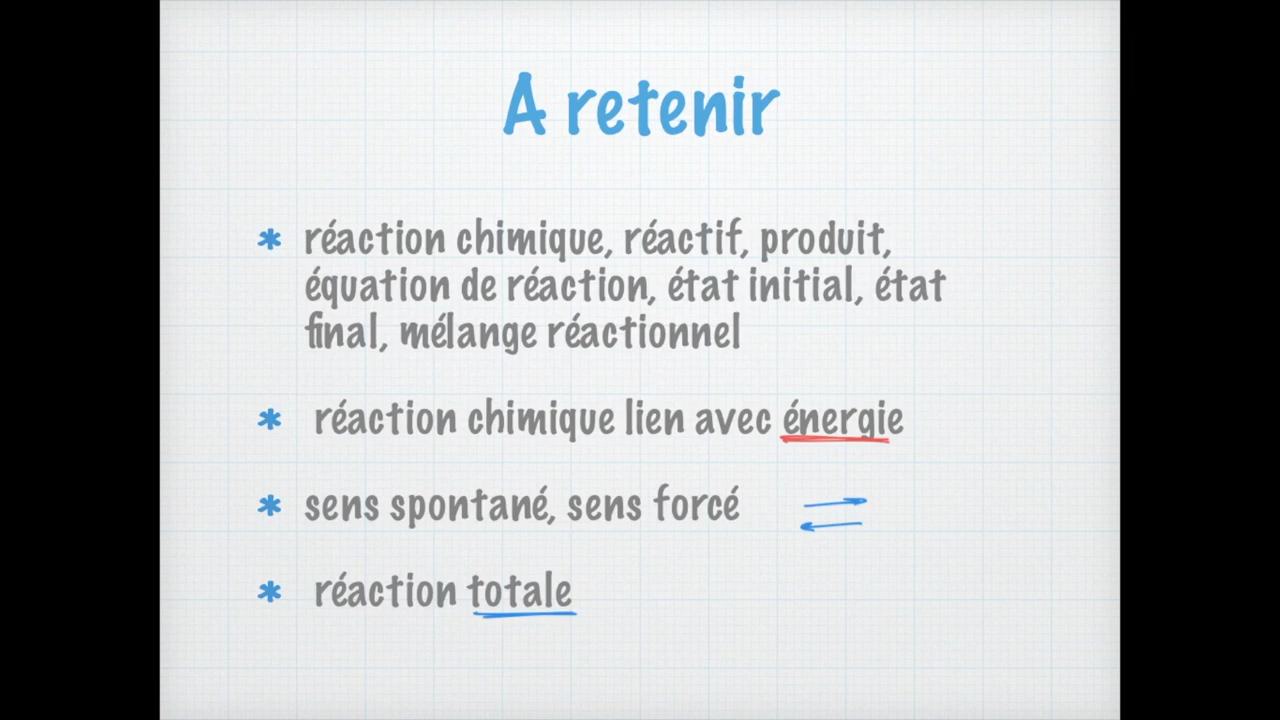 A retenir
* réaction chimique, réactif, produit,
équation de réaction, état initial, état
final, mélange réactionnel
* réaction chimique lien avec énergie
* sens spontané, sens forcé
* réaction totale